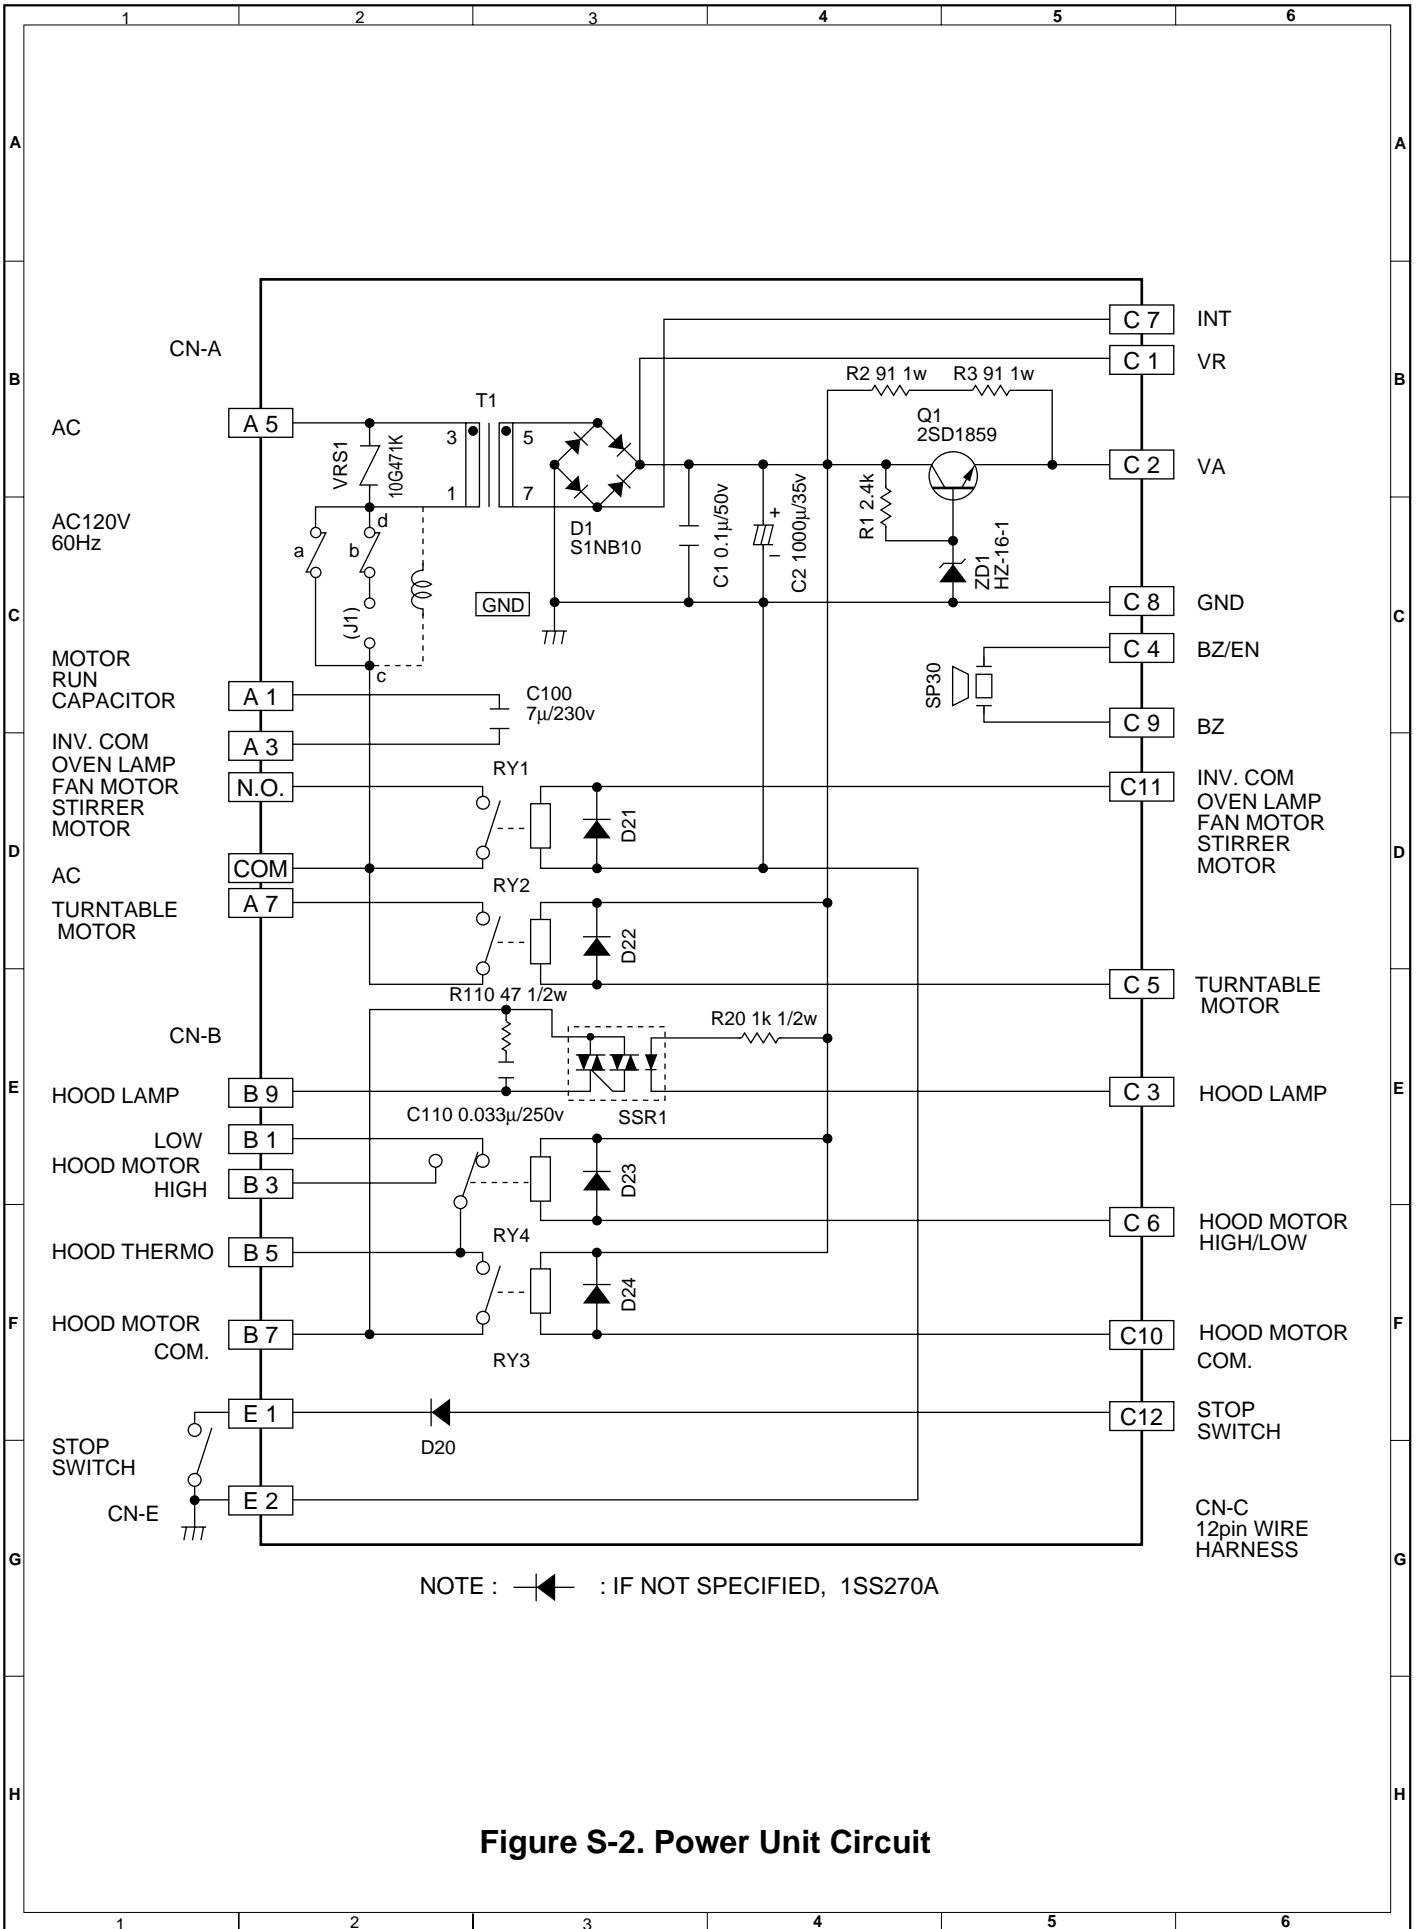 1 2 3 4 5 6
A A
B B
C C
D D
E E
F F
G G
H H
CN-A
AC
A 5
AC120V
60Hz
VRS1
10G471K
a
b
c
d
(J1)
T1
3
1
5
7
D1
S1NB10
GND
C1 0.1μ/50v
+
−
C2 1000μ/35v
R2 91 1w
R3 91 1w
Q1
2SD1859
R1 2.4k
ZD1
HZ-16-1
C 7 INT
C 1 VR
C 2 VA
C 8 GND
C 4 BZ/EN
SP30
C 9 BZ
MOTOR
RUN
CAPACITOR
A 1
C100
7μ/230v
A 3
INV. COM
OVEN LAMP
FAN MOTOR
STIRRER
MOTOR
N.O.
RY1
D21
C11
INV. COM
OVEN LAMP
FAN MOTOR
STIRRER
MOTOR
AC
COM
RY2
TURNTABLE
MOTOR
A 7
D22
C 5
TURNTABLE
MOTOR
CN-B
R110 47 1/2w
R20 1k 1/2w
HOOD LAMP
B 9
C110 0.033μ/250v
SSR1
C 3
HOOD LAMP
LOW
B 1
HOOD MOTOR
HIGH
B 3
D23
C 6
HOOD MOTOR
HIGH/LOW
HOOD THERMO
B 5
RY4
D24
HOOD MOTOR
COM.
B 7
RY3
C10
HOOD MOTOR
COM.
E 1
D20
C12
STOP
SWITCH
STOP
SWITCH
CN-E
E 2
CN-C
12pin WIRE
HARNESS
NOTE : : IF NOT SPECIFIED, 1SS270A
Figure S-2. Power Unit Circuit
1 2 3 4 5 6